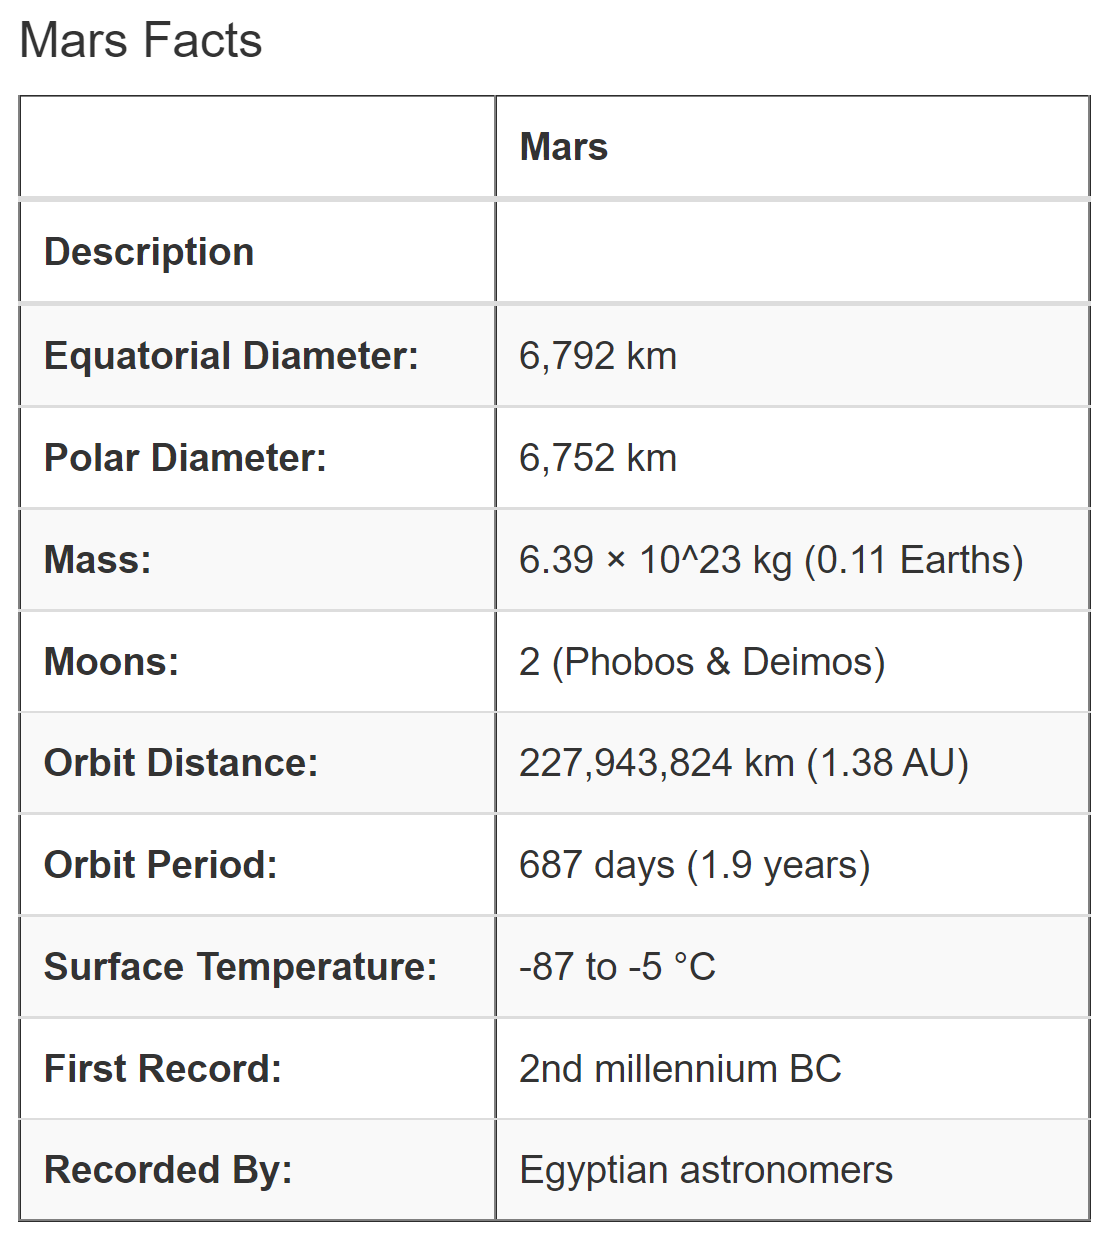 Mars Facts
Mars
Description
Equatorial Diameter: 6,792 km
Polar Diameter: 6,752 km
Mass: 6.39 × 10^23 kg (0.11 Earths)
Moons: 2 (Phobos & Deimos)
Orbit Distance: 227,943,824 km (1.38 AU)
Orbit Period: 687 days (1.9 years)
Surface Temperature: -87 to -5 °C
First Record: 2nd millennium BC
Recorded By: Egyptian astronomers